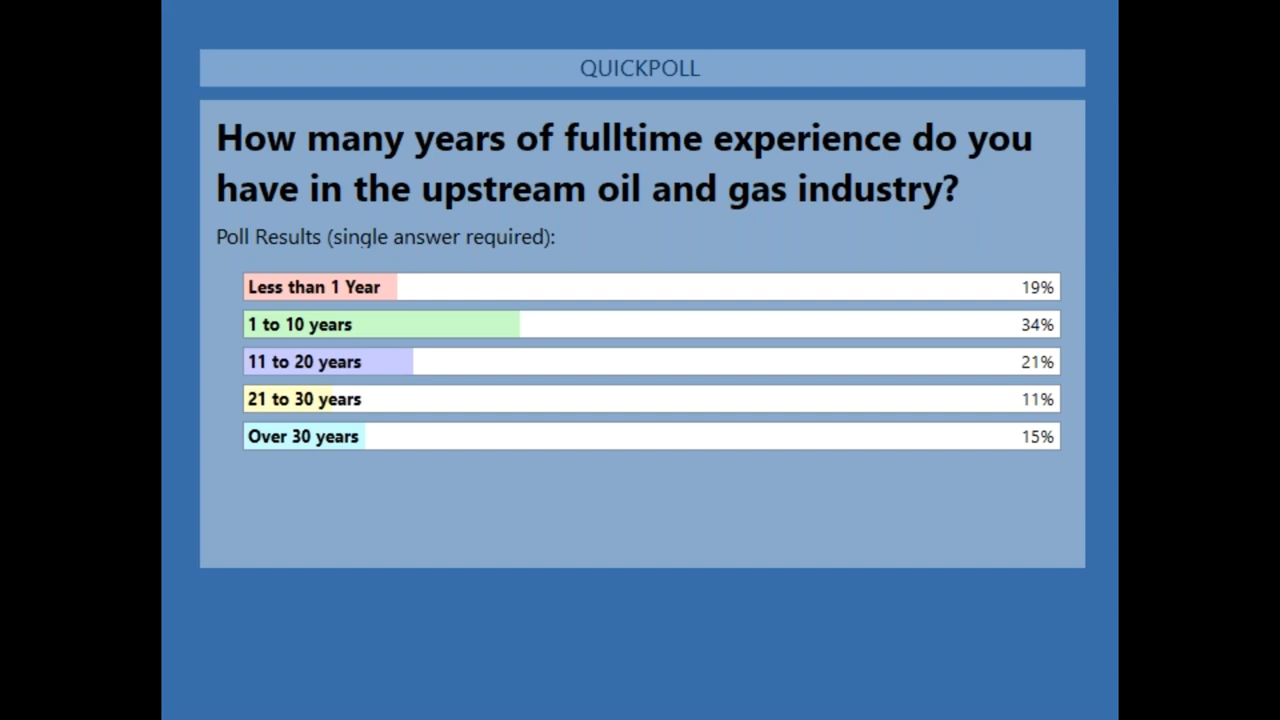 QUICKPOLL
How many years of fulltime experience do you
have in the upstream oil and gas industry?
Poll Results (single answer required):
Less than 1 Year 19%
1 to 10 years 34%
11 to 20 years 21%
21 to 30 years 11%
Over 30 years 15%